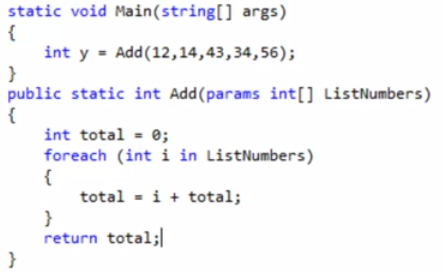 static void Main(string[] args)
{
int y = Add(12,14,43,34,56);
}
public static int Add(params int[] ListNumbers)
{
int total = 0;
foreach (int i in ListNumbers)
{
total = i + total;
}
return total;
}